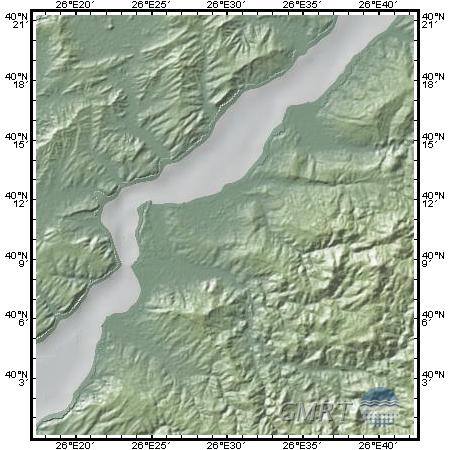 26°E20′ 26°E25′ 26°E30′ 26°E35′ 26°E40′
40°N 21′ 40°N 21′
40°N 18′ 40°N 18′
40°N 15′ 40°N 15′
40°N 12′ 40°N 12′
40°N 9′ 40°N 9′
40°N 6′ 40°N 6′
40°N 3′ 40°N 3′
GMRT
26°E20′ 26°E25′ 26°E30′ 26°E35′ 26°E40′